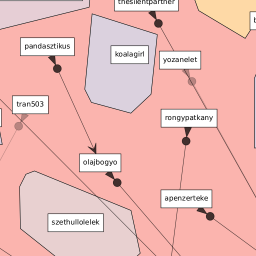 thesilentpartner
pandasztikus
koalagirl
yozanelet
tran503
rongypatkany
olajbogyo
apenzerteke
szethullolelek